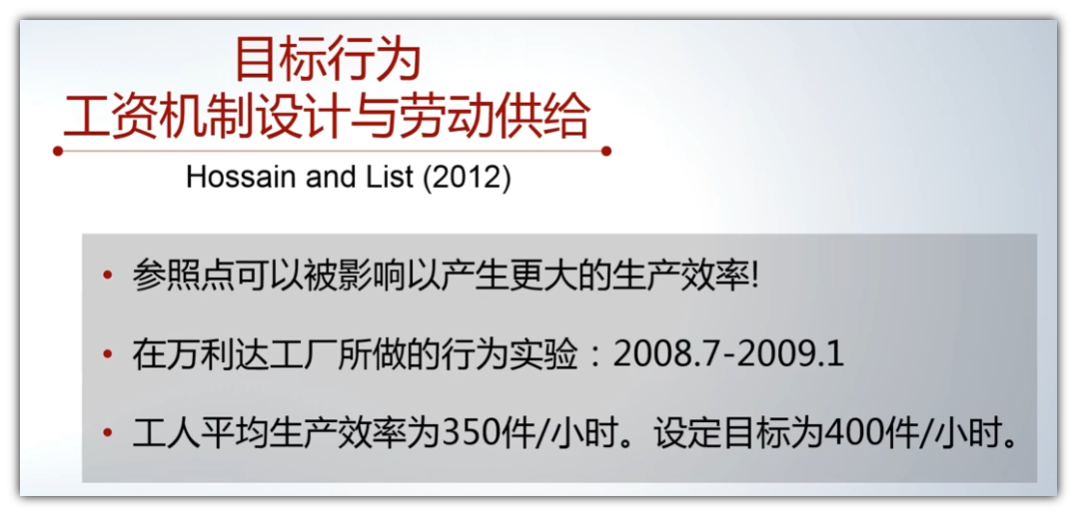 目标行为
工资机制设计与劳动供给
Hossain and List (2012)
• 参照点可以被影响以产生更大的生产效率!
• 在万利达工厂所做的行为实验：2008.7-2009.1
• 工人平均生产效率为350件/小时。设定目标为400件/小时。